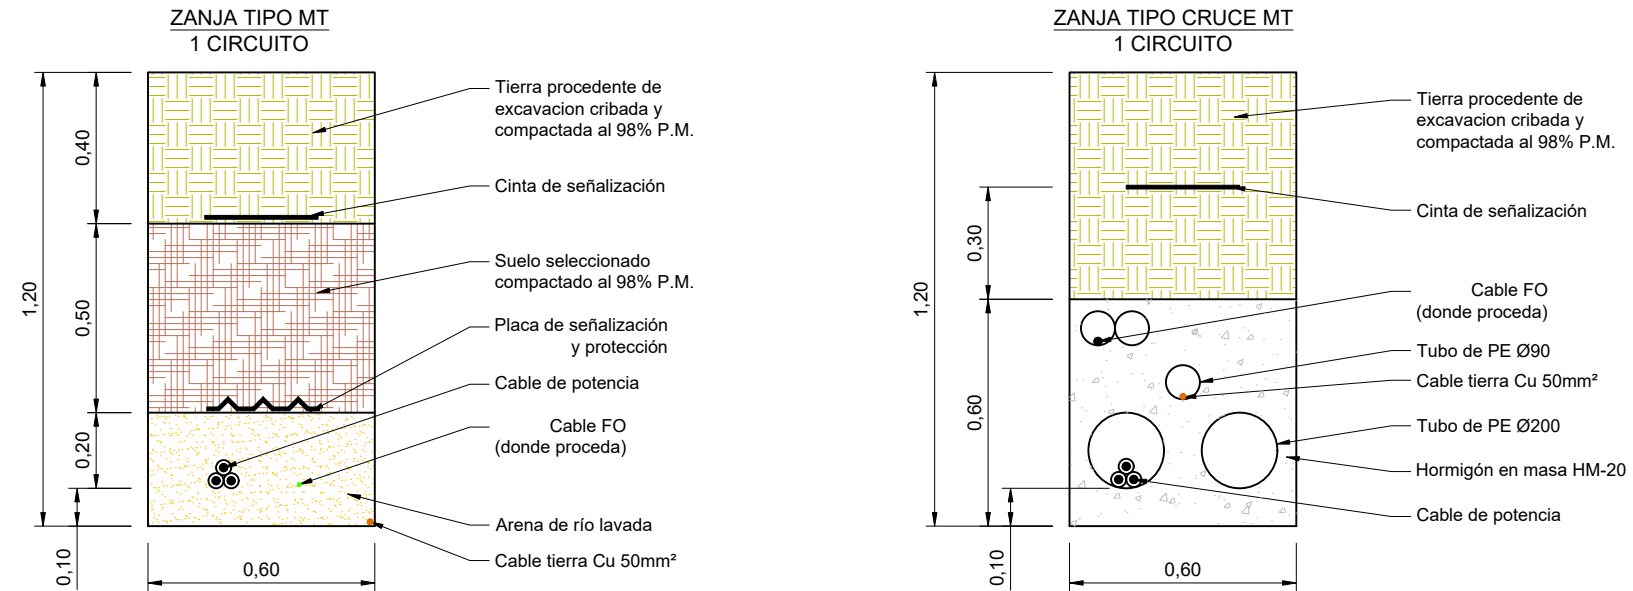 ZANJA TIPO MT
1 CIRCUITO
1,20
0,40
0,50
0,20
0,10
0,60
Tierra procedente de
excavacion cribada y
compactada al 98% P.M.
Cinta de señalización
Suelo seleccionado
compactado al 98% P.M.
Placa de señalización
y protección
Cable de potencia
Cable FO
(donde proceda)
Arena de río lavada
Cable tierra Cu 50mm²
ZANJA TIPO CRUCE MT
1 CIRCUITO
1,20
0,30
0,60
0,10
0,60
Tierra procedente de
excavacion cribada y
compactada al 98% P.M.
Cinta de señalización
Cable FO
(donde proceda)
Tubo de PE Ø90
Cable tierra Cu 50mm²
Tubo de PE Ø200
Hormigón en masa HM-20
Cable de potencia